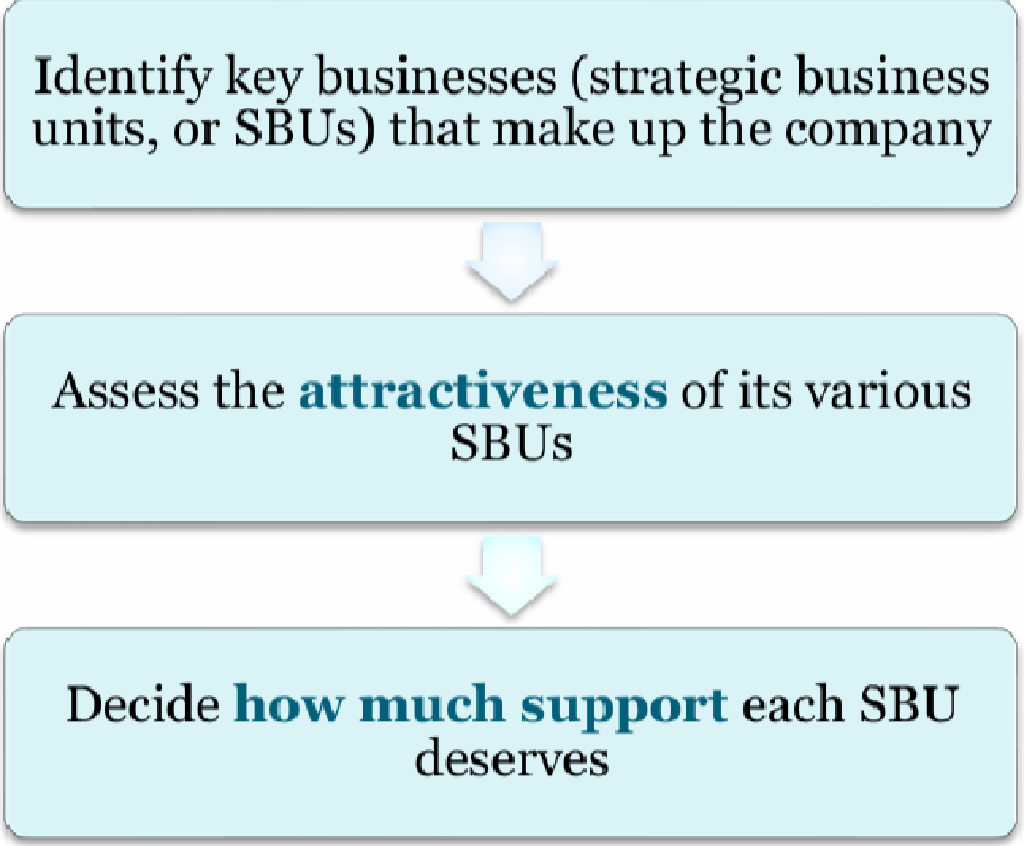 Identify key businesses (strategic business
units, or SBUs) that make up the company
Assess the attractiveness of its various
SBUs
Decide how much support each SBU
deserves